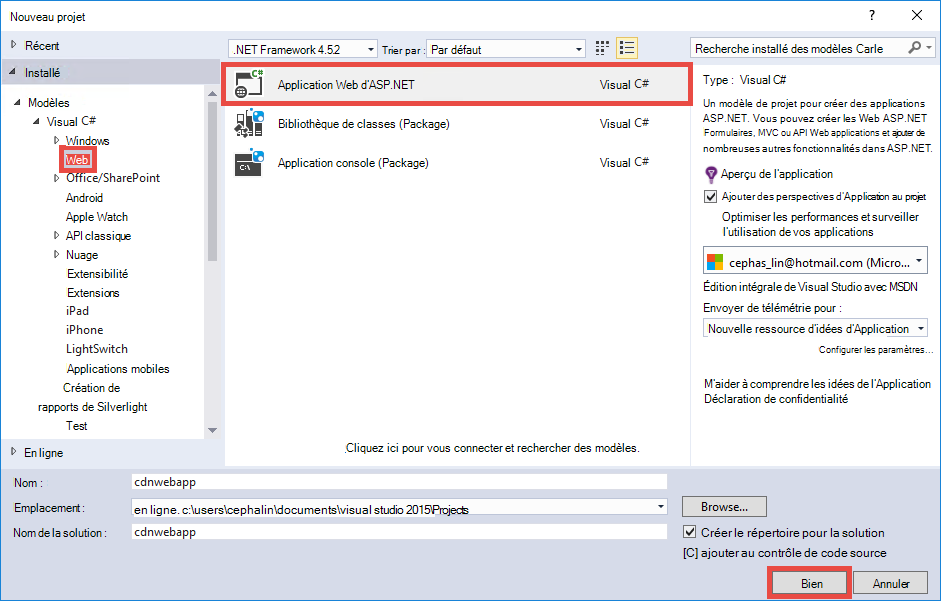 Nouveau projet
?
Récent
.NET Framework 4.5.2
Trier par :
Par défaut
Recherche installé des modèles Carle
Installé
Modèles
Visual C#
Windows
Web
Office/SharePoint
Android
Apple Watch
API classique
Nuage
Extensibilité
Extensions
iPad
iPhone
LightSwitch
Applications mobiles
Création de
rapports de Silverlight
Test
En ligne
C#
Application Web d'ASP.NET
Visual C#
Bibliothèque de classes (Package)
Visual C#
C:\
Application console (Package)
Visual C#
Cliquez ici pour vous connecter et rechercher des modèles.
Type : Visual C#
Un modèle de projet pour créer des applications
ASP.NET. Vous pouvez créer les Web ASP.NET
Formulaires, MVC ou API Web applications et ajouter de
nombreuses autres fonctionnalités dans ASP.NET.
Aperçu de l'application
Ajouter des perspectives d'Application au projet
Optimiser les performances et surveiller
l'utilisation de vos applications
cephas_lin@hotmail.com (Micro...
Édition intégrale de Visual Studio avec MSDN
Envoyer de télémétrie pour :
Nouvelle ressource d'idées d'Application
Configurer les paramètres...
M'aider à comprendre les idées de l'Application
Déclaration de confidentialité
Nom :
cdnwebapp
Emplacement :
en ligne. c:\users\cephalin\documents\visual studio 2015\Projects
Browse...
Nom de la solution :
cdnwebapp
Créer le répertoire pour la solution
[C] ajouter au contrôle de code source
Bien
Annuler